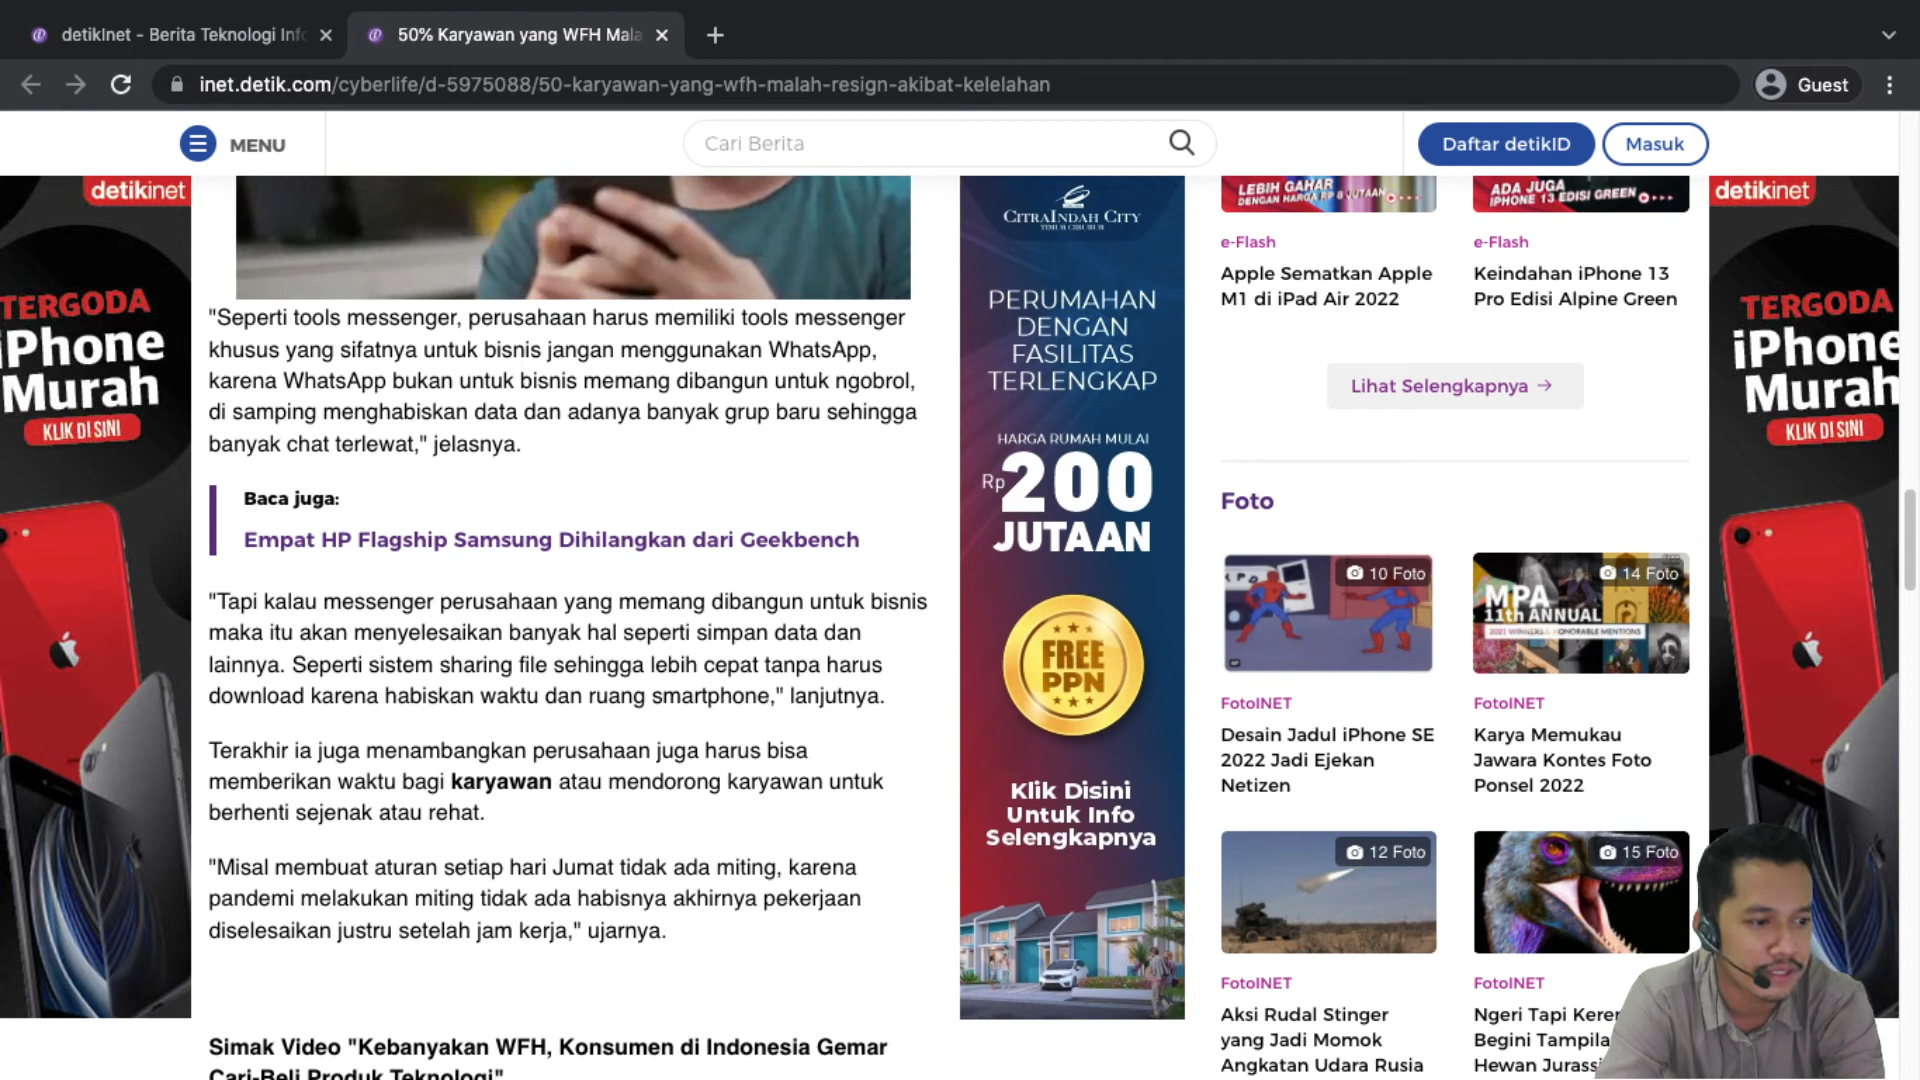 detikInet - Berita Teknologi Info
50% Karyawan yang WFH Mala
inet.detik.com/cyberlife/d-5975088/50-karyawan-yang-wfh-malah-resign-akibat-kelelahan
Guest
MENU
Cari Berita
Daftar detikID
Masuk
detikinet
TERGODA
iPhone
Murah
KLIK DI SINI
"Seperti tools messenger, perusahaan harus memiliki tools messenger
khusus yang sifatnya untuk bisnis jangan menggunakan WhatsApp,
karena WhatsApp bukan untuk bisnis memang dibangun untuk ngobrol,
di samping menghabiskan data dan adanya banyak grup baru sehingga
banyak chat terlewat," jelasnya.
Baca juga:
Empat HP Flagship Samsung Dihilangkan dari Geekbench
"Tapi kalau messenger perusahaan yang memang dibangun untuk bisnis
maka itu akan menyelesaikan banyak hal seperti simpan data dan
lainnya. Seperti sistem sharing file sehingga lebih cepat tanpa harus
download karena habiskan waktu dan ruang smartphone," lanjutnya.
Terakhir ia juga menambangkan perusahaan juga harus bisa
memberikan waktu bagi karyawan atau mendorong karyawan untuk
berhenti sejenak atau rehat.
"Misal membuat aturan setiap hari Jumat tidak ada miting, karena
pandemi melakukan miting tidak ada habisnya akhirnya pekerjaan
diselesaikan justru setelah jam kerja," ujarnya.
Simak Video "Kebanyakan WFH, Konsumen di Indonesia Gemar
Cari-Beli Produk Teknologi"
CITRAINDAH CITY
TIMUR CIBUBUR
PERUMAHAN
DENGAN
FASILITAS
TERLENGKAP
HARGA RUMAH MULAI
Rp 200
JUTAAN
FREE
PPN
Klik Disini
Untuk Info
Selengkapnya
LEBIH GAHAR
DENGAN HARGA RP 8 JUTAAN
e-Flash
Apple Sematkan Apple
M1 di iPad Air 2022
ADA JUGA
IPHONE 13 EDISI GREEN
e-Flash
Keindahan iPhone 13
Pro Edisi Alpine Green
Lihat Selengkapnya →
Foto
10 Foto
FotoINET
Desain Jadul iPhone SE
2022 Jadi Ejekan
Netizen
14 Foto
MPA
11th ANNUAL
2021 WINNERS & HONORABLE MENTIONS
FotoINET
Karya Memukau
Jawara Kontes Foto
Ponsel 2022
12 Foto
FotoINET
Aksi Rudal Stinger
yang Jadi Momok
Angkatan Udara Rusia
15 Foto
FotoINET
Ngeri Tapi Keren
Begini Tampila
Hewan Jurass
detikinet
TERGODA
iPhone
Murah
KLIK DI SINI